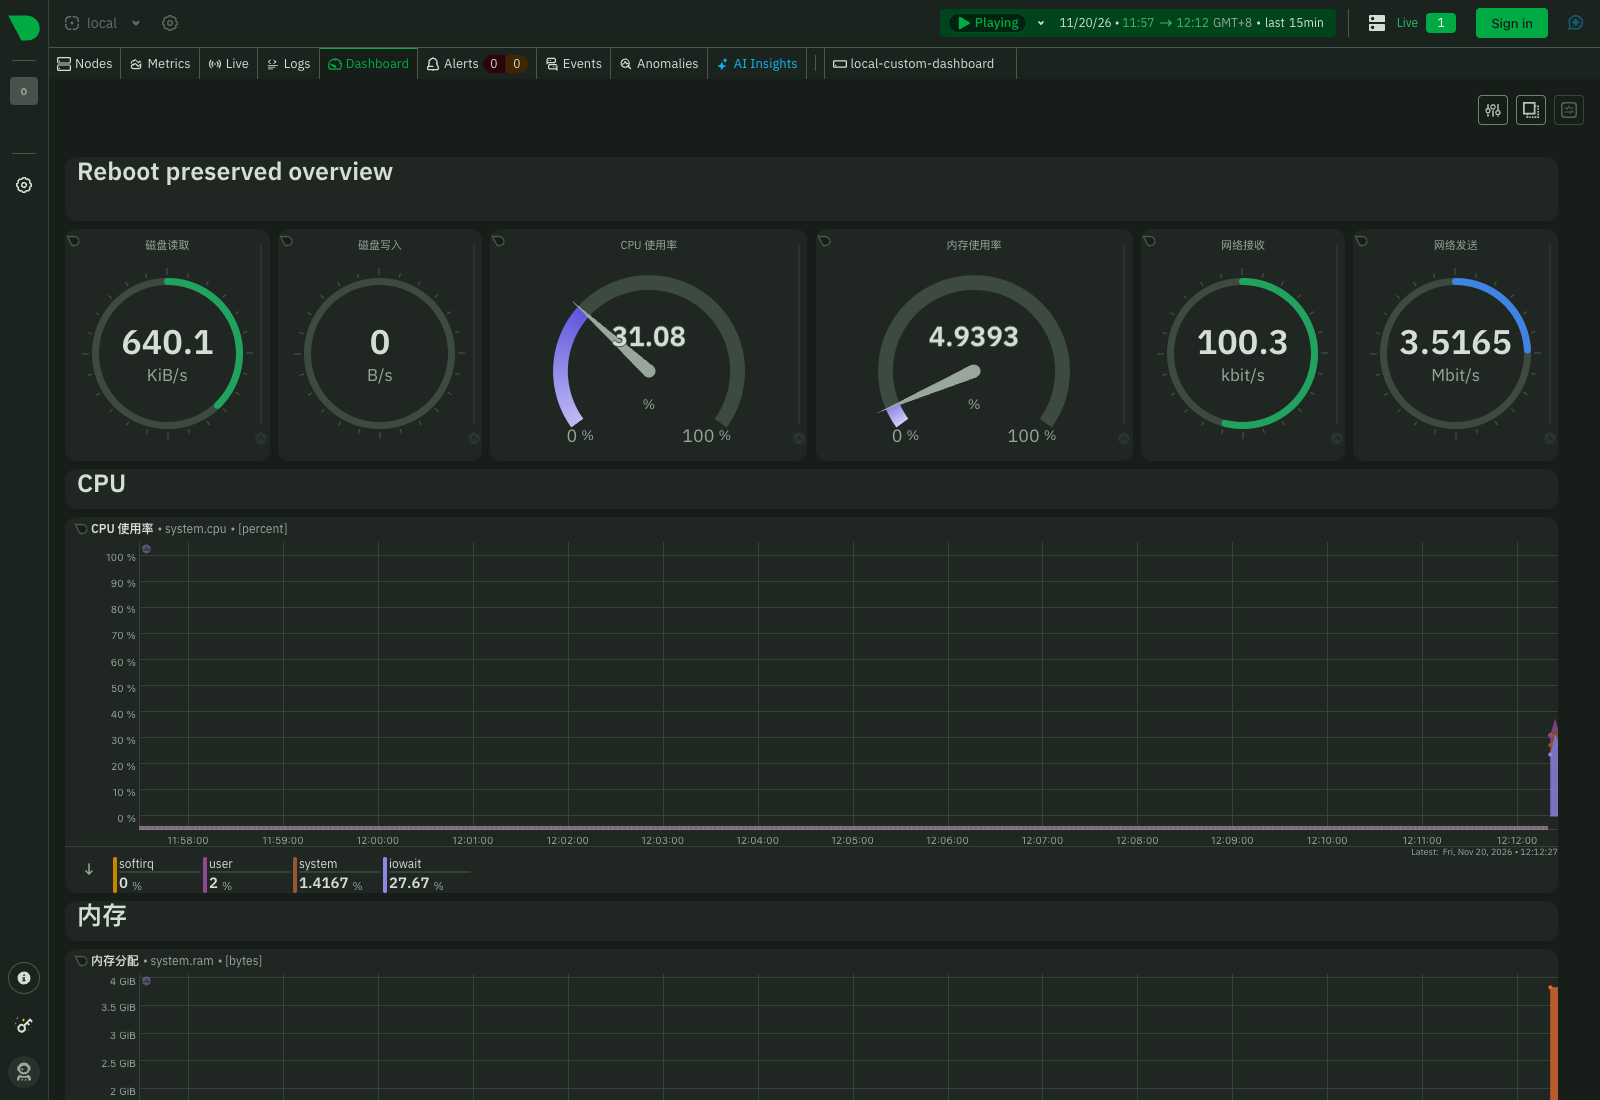 local
Playing 11/20/26 • 11:57 → 12:12 GMT+8 • last 15min
Live 1
Sign in
0
Nodes
Metrics
Live
Logs
Dashboard
Alerts 0 0
Events
Anomalies
AI Insights
local-custom-dashboard
Reboot preserved overview
磁盘读取
640.1
KiB/s
磁盘写入
0
B/s
CPU 使用率
31.08
%
0 % 100 %
内存使用率
4.9393
%
0 % 100 %
网络接收
100.3
kbit/s
网络发送
3.5165
Mbit/s
CPU
CPU 使用率 • system.cpu • [percent]
100 %
90 %
80 %
70 %
60 %
50 %
40 %
30 %
20 %
10 %
0 %
11:58:00 11:59:00 12:00:00 12:01:00 12:02:00 12:03:00 12:04:00 12:05:00 12:06:00 12:07:00 12:08:00 12:09:00 12:10:00 12:11:00 12:12:00
Latest: Fri, Nov 20, 2026 • 12:12:27
softirq
0 %
user
2 %
system
1.4167 %
iowait
27.67 %
内存
内存分配 • system.ram • [bytes]
4 GiB
3.5 GiB
3 GiB
2.5 GiB
2 GiB